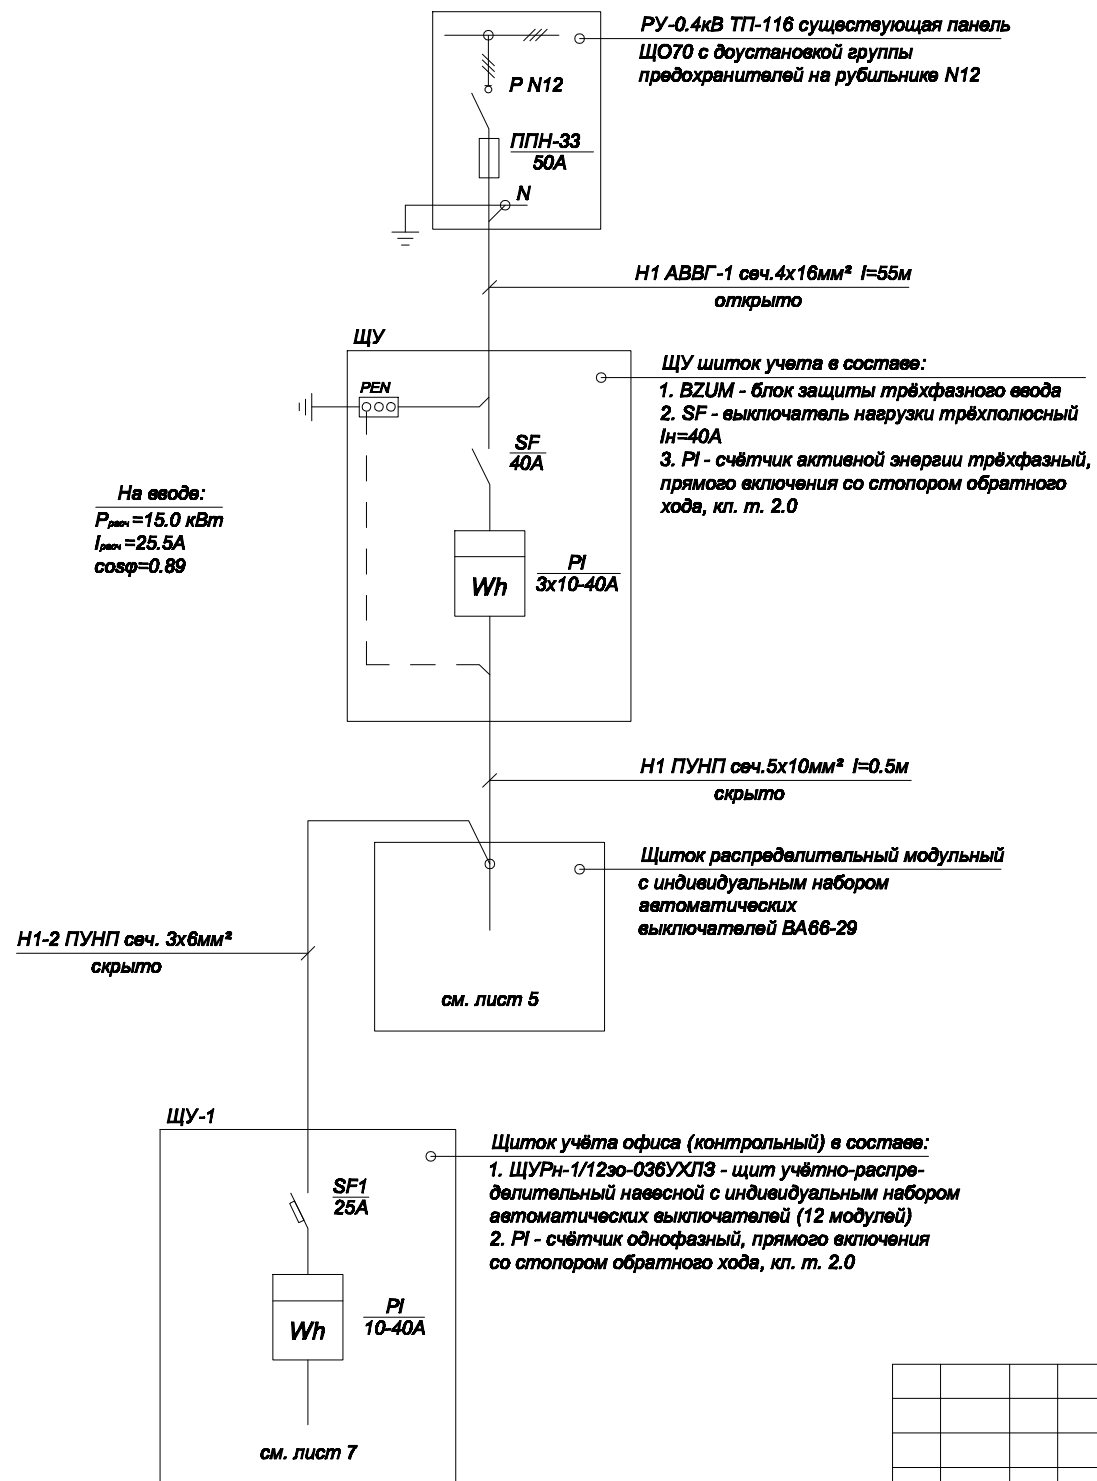 РУ-0.4кВ ТП-116 существующая панель
ЩО70 с доустановкой группы
предохранителей на рубильнике N12
Р N12
ППН-33
50А
N
Н1 АВВГ-1 сеч.4х16мм² l=55м
открыто
ЩУ
ЩУ шиток учета в составе:
1. BZUM - блок защиты трёхфазного ввода
2. SF - выключатель нагрузки трёхполюсный
Iн=40А
3. PI - счётчик активной энергии трёхфазный,
прямого включения со стопором обратного
хода, кл. т. 2.0
PEN
SF
40А
На вводе:
Pрасч=15.0 кВт
Iрасч=25.5А
cosφ=0.89
PI
3х10-40А
Wh
Н1 ПУНП сеч.5х10мм² l=0.5м
скрыто
Щиток распределительный модульный
с индивидуальным набором
автоматических
выключателей ВА66-29
Н1-2 ПУНП сеч. 3х6мм²
скрыто
см. лист 5
ЩУ-1
Щиток учёта офиса (контрольный) в составе:
1. ЩУРн-1/12зо-036УХЛ3 - щит учётно-распре-
делительный навесной с индивидуальным набором
автоматических выключателей (12 модулей)
2. PI - счётчик однофазный, прямого включения
со стопором обратного хода, кл. т. 2.0
SF1
25А
PI
10-40А
Wh
см. лист 7